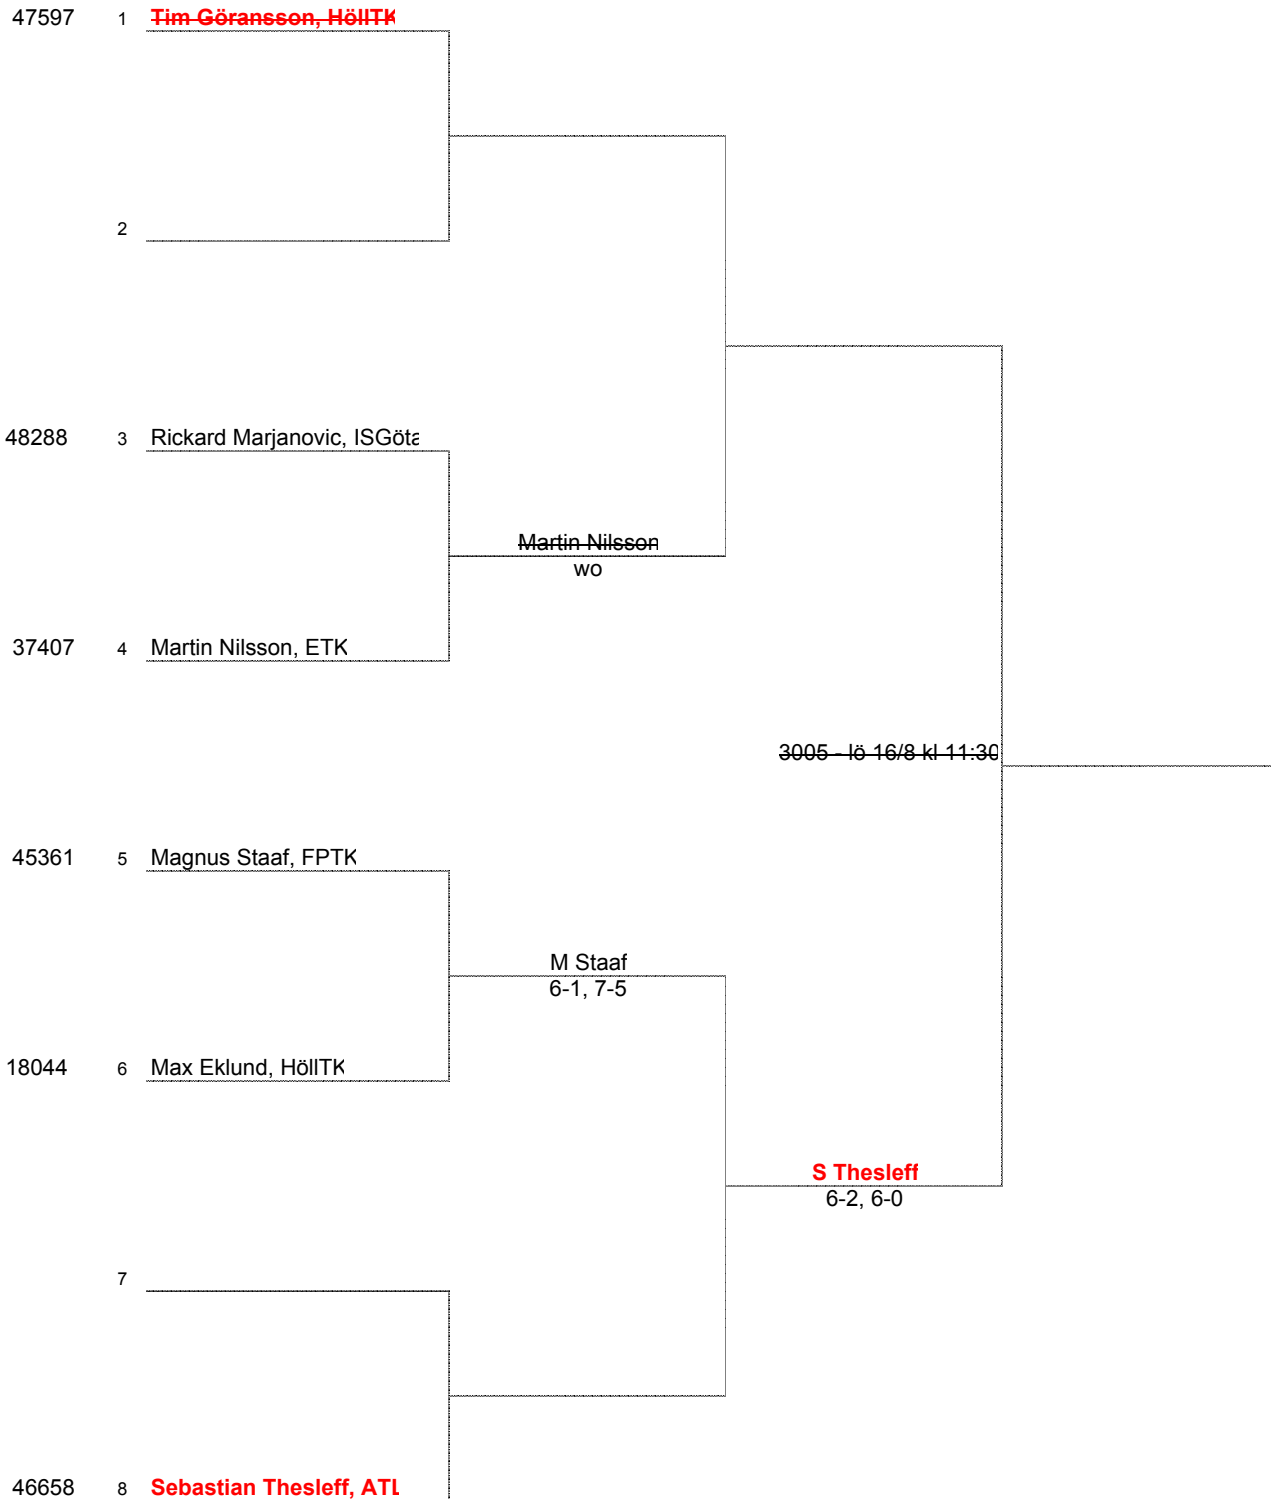 47597 1 Tim Göransson, HöllTK
2
48288 3 Rickard Marjanovic, ISGöta
Martin Nilsson
wo
37407 4 Martin Nilsson, ETK
3005 - lö 16/8 kl 11:30
45361 5 Magnus Staaf, FPTK
M Staaf
6-1, 7-5
18044 6 Max Eklund, HöllTK
S Thesleff
6-2, 6-0
7
46658 8 Sebastian Thesleff, ATL